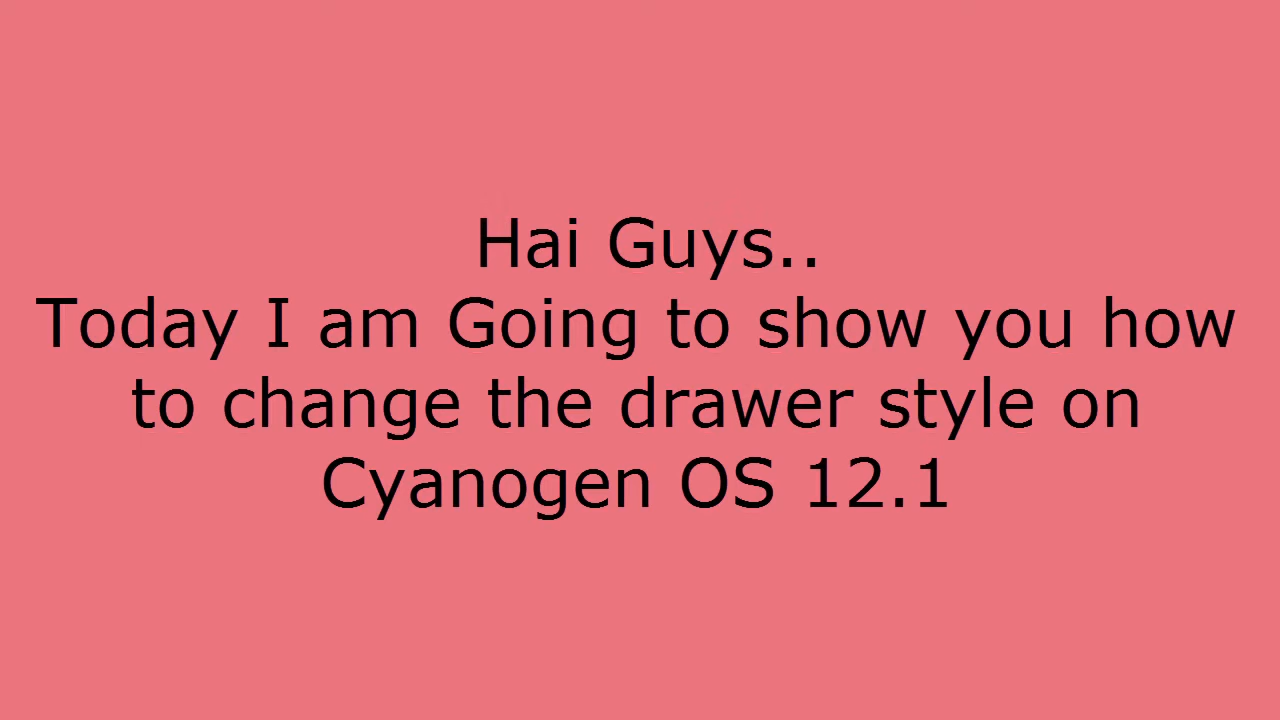 Hai Guys..
Today I am Going to show you how
to change the drawer style on
Cyanogen OS 12.1